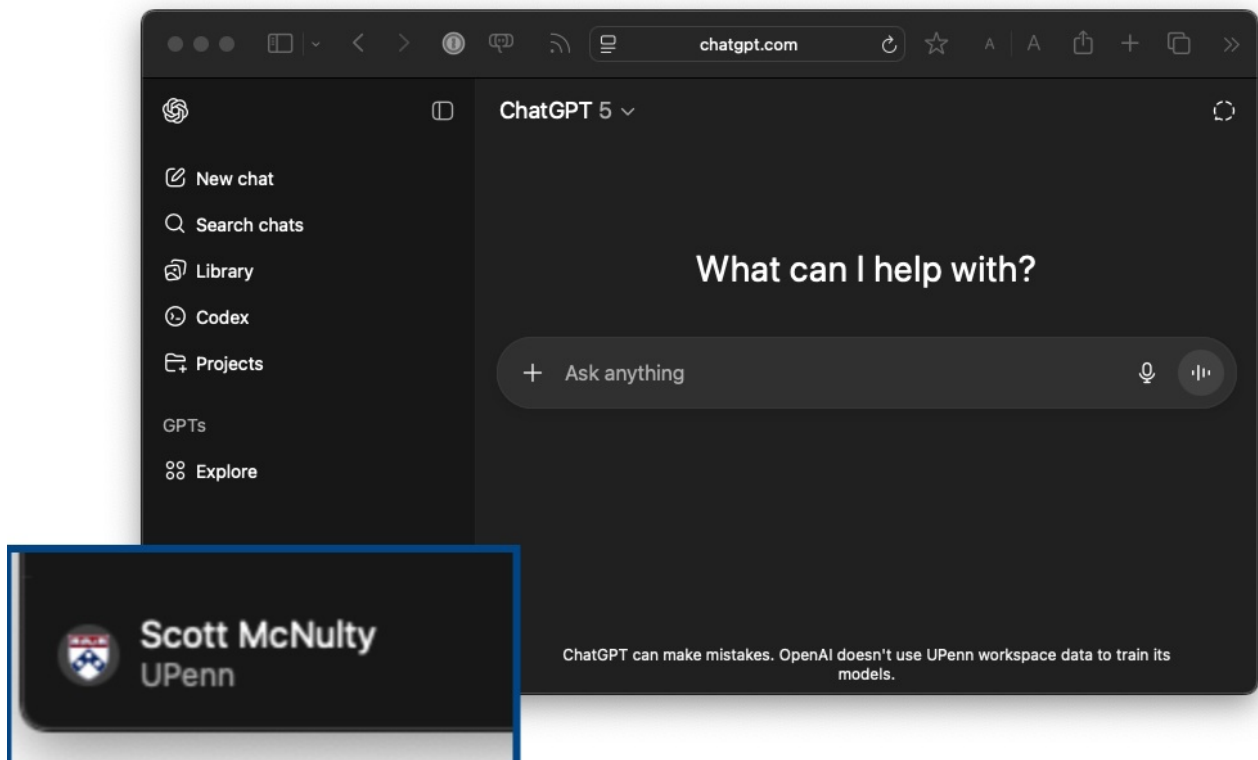 chatgpt.com
A A
ChatGPT 5
New chat
Search chats
Library
Codex
Projects
GPTs
Explore
What can I help with?
Ask anything
Scott McNulty
UPenn
ChatGPT can make mistakes. OpenAI doesn't use UPenn workspace data to train its
models.